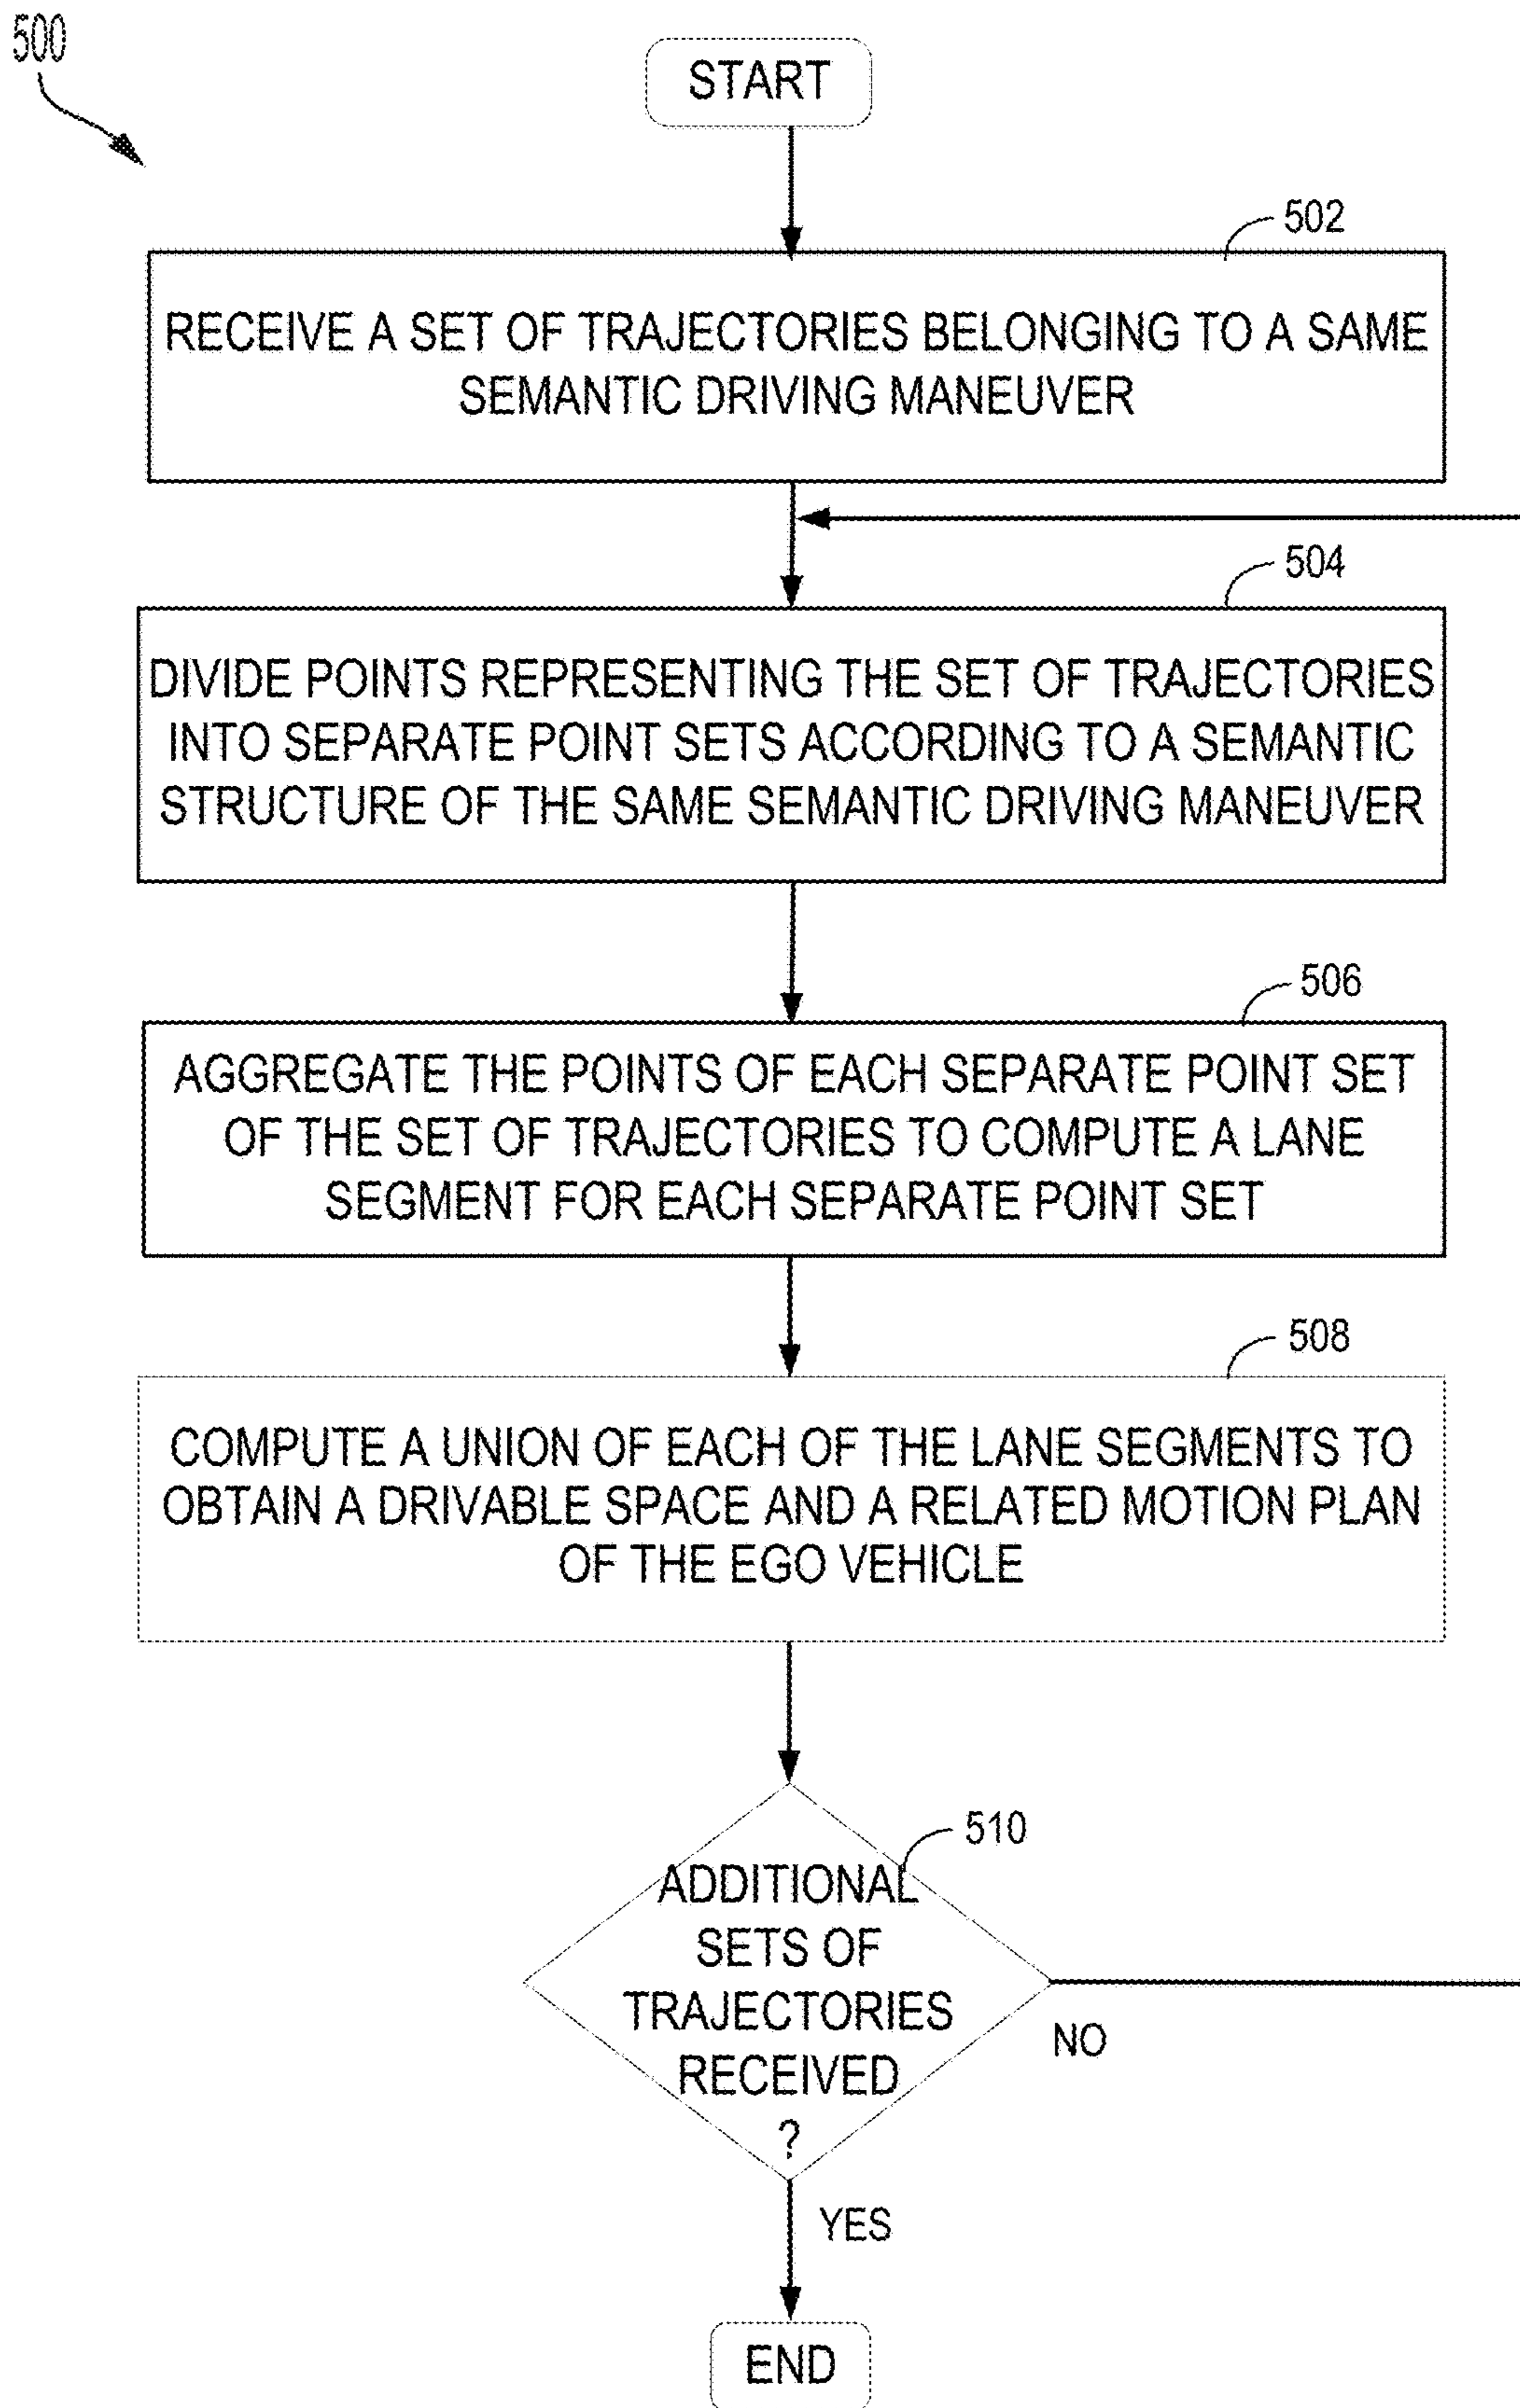 500
START
502
RECEIVE A SET OF TRAJECTORIES BELONGING TO A SAME
SEMANTIC DRIVING MANEUVER
504
DIVIDE POINTS REPRESENTING THE SET OF TRAJECTORIES
INTO SEPARATE POINT SETS ACCORDING TO A SEMANTIC
STRUCTURE OF THE SAME SEMANTIC DRIVING MANEUVER
506
AGGREGATE THE POINTS OF EACH SEPARATE POINT SET
OF THE SET OF TRAJECTORIES TO COMPUTE A LANE
SEGMENT FOR EACH SEPARATE POINT SET
508
COMPUTE A UNION OF EACH OF THE LANE SEGMENTS TO
OBTAIN A DRIVABLE SPACE AND A RELATED MOTION PLAN
OF THE EGO VEHICLE
510
ADDITIONAL
SETS OF
TRAJECTORIES
RECEIVED
?
NO
YES
END